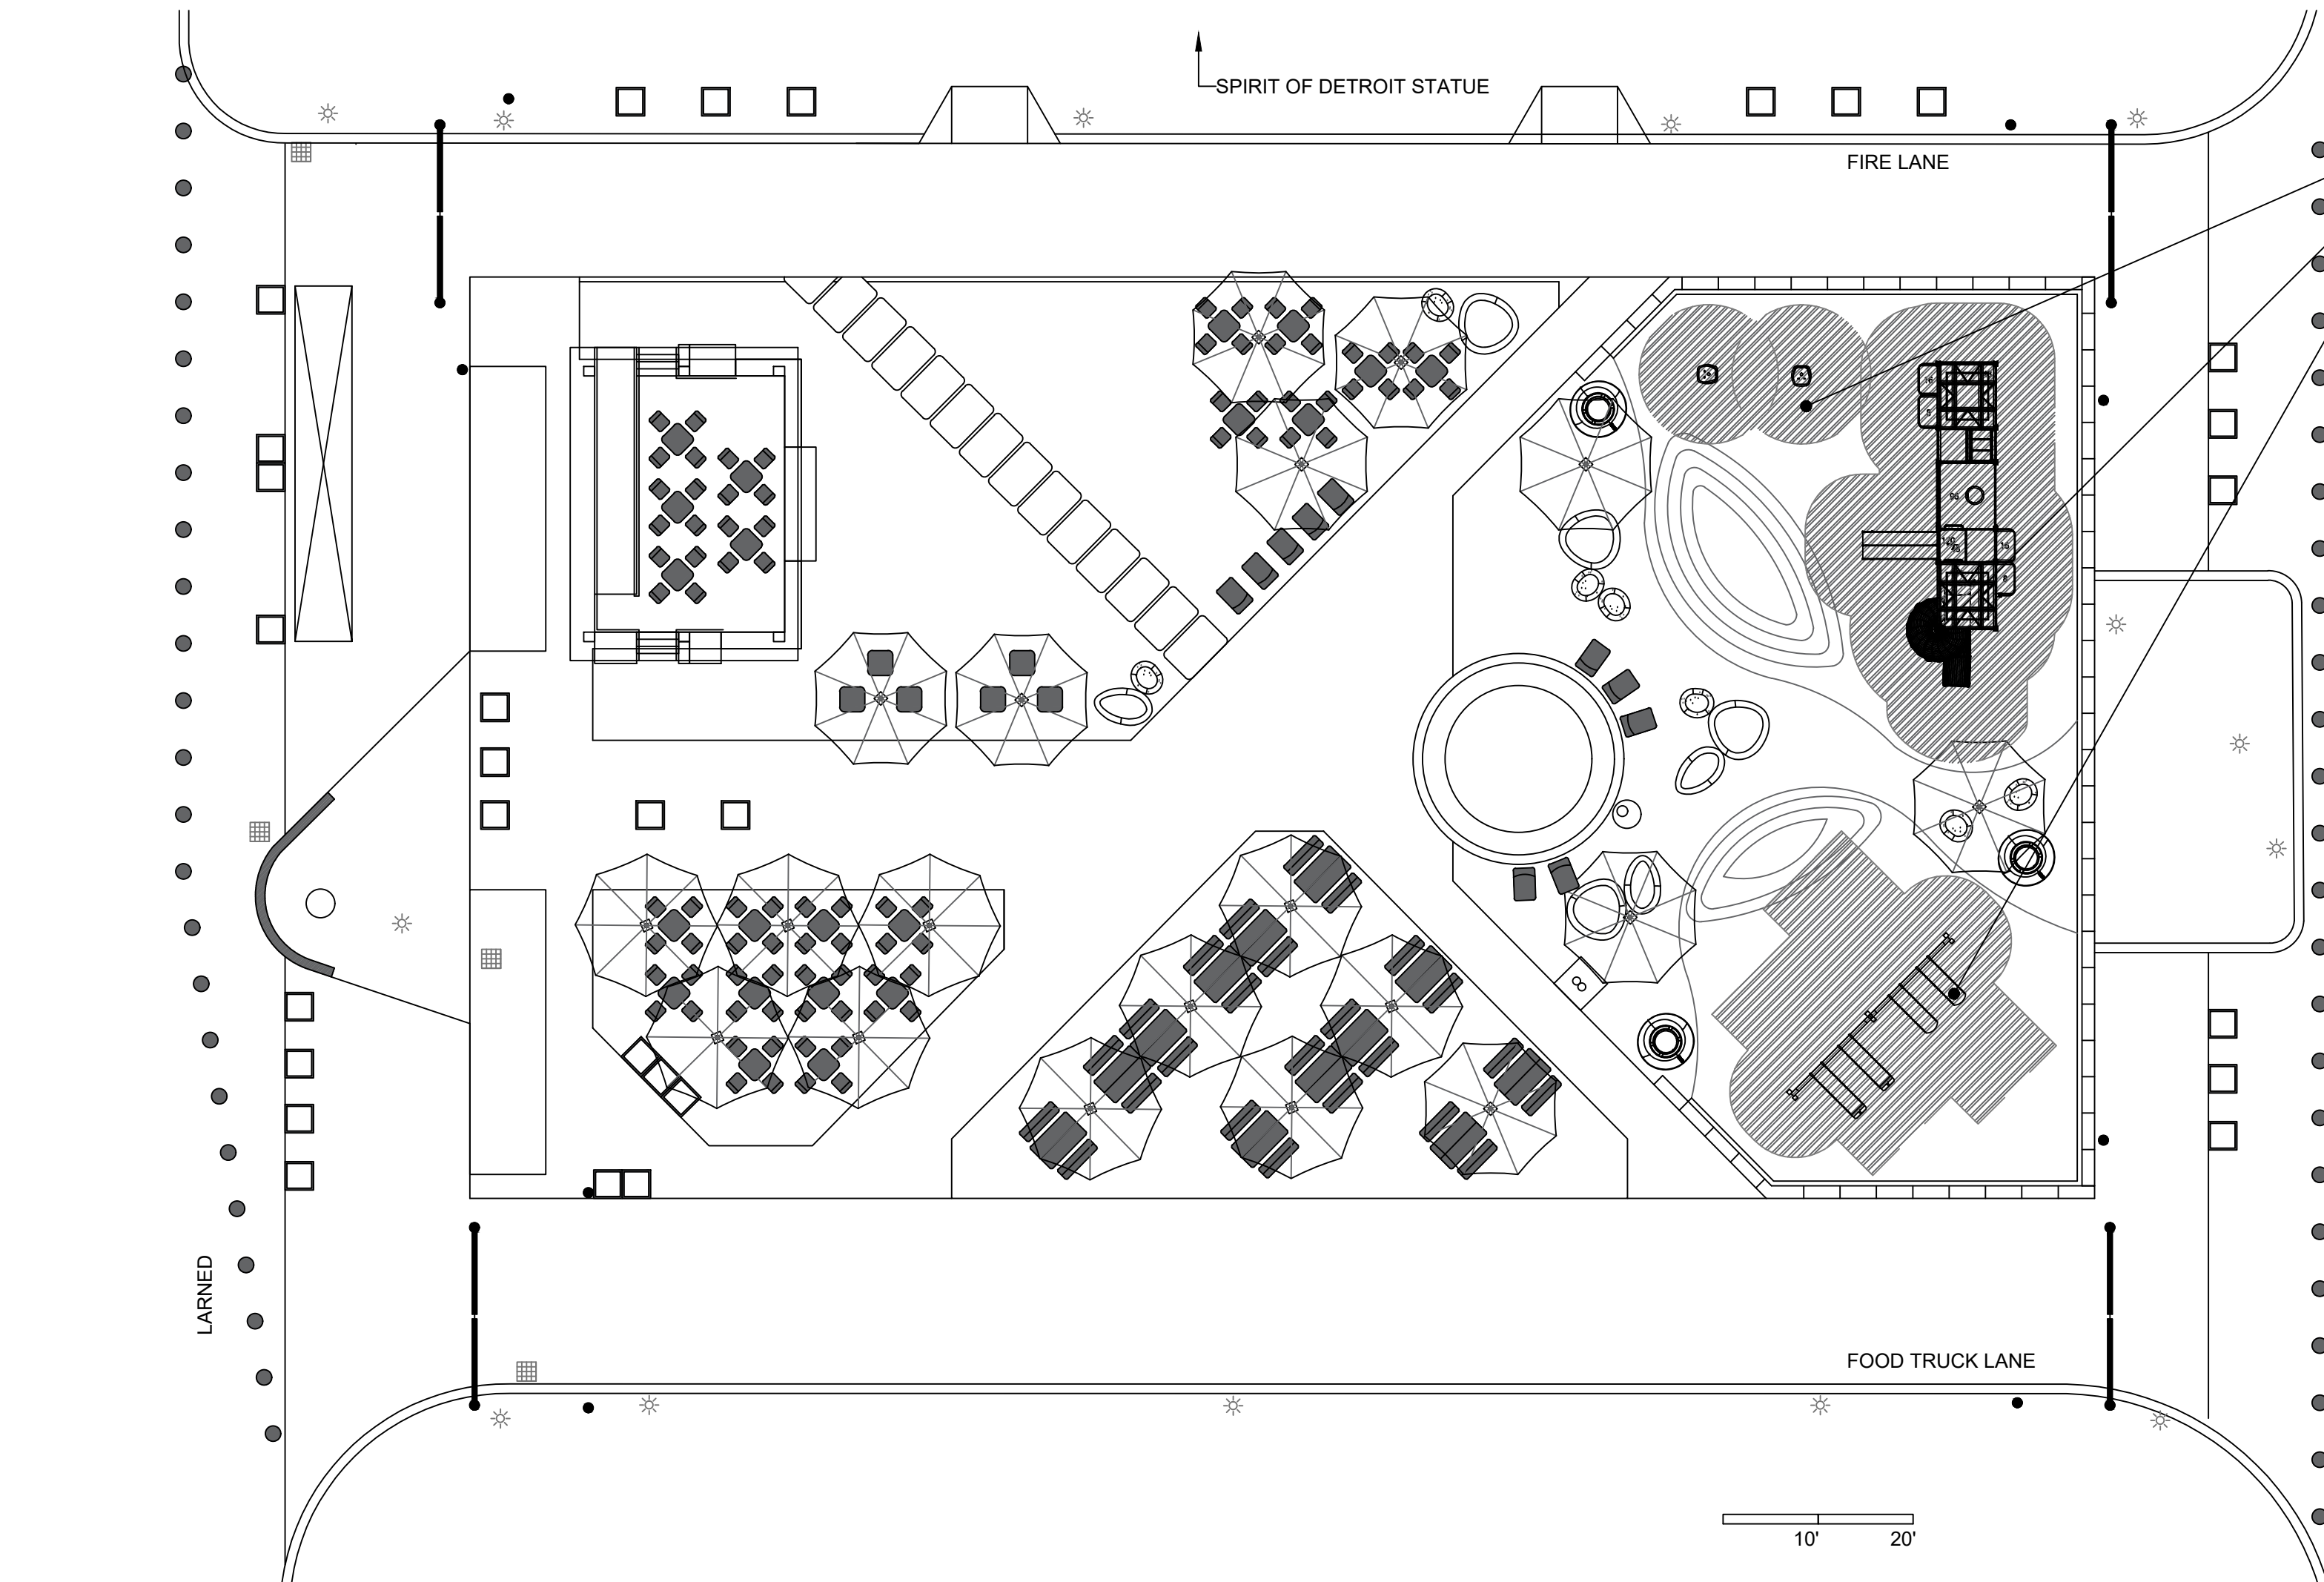 SPIRIT OF DETROIT STATUE
FIRE LANE
LARNED
FOOD TRUCK LANE
10'
20'